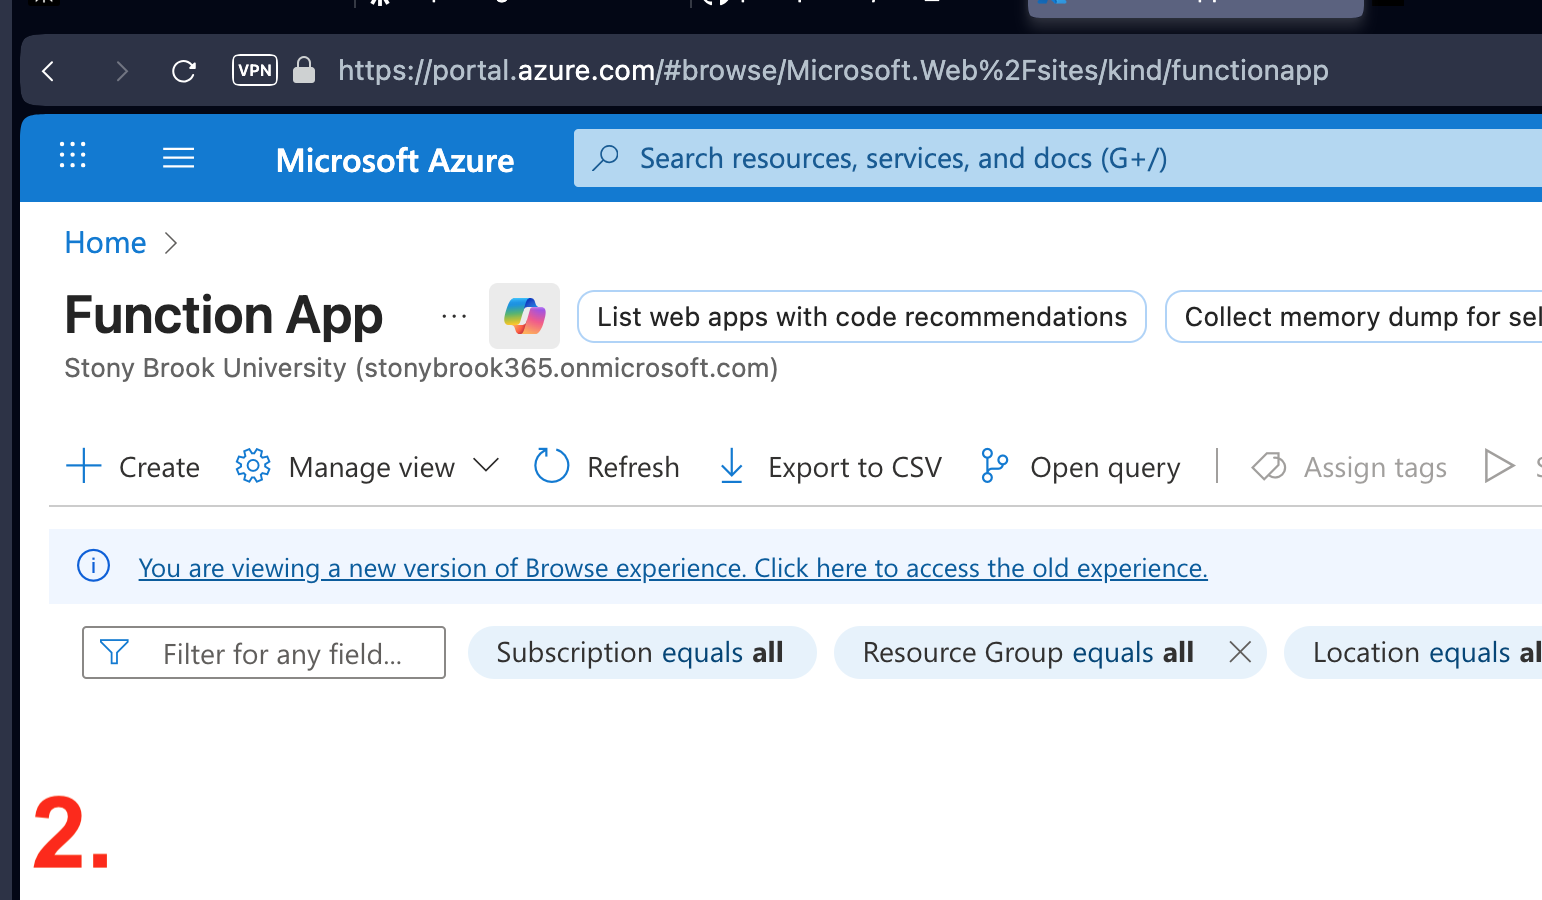 VPN https://portal.azure.com/#browse/Microsoft.Web%2Fsites/kind/functionapp
Microsoft Azure Search resources, services, and docs (G+/)
Home
Function App ... List web apps with code recommendations Collect memory dump for sel
Stony Brook University (stonybrook365.onmicrosoft.com)
Create Manage view Refresh Export to CSV Open query Assign tags
You are viewing a new version of Browse experience. Click here to access the old experience.
Filter for any field... Subscription equals all Resource Group equals all Location equals al
2.